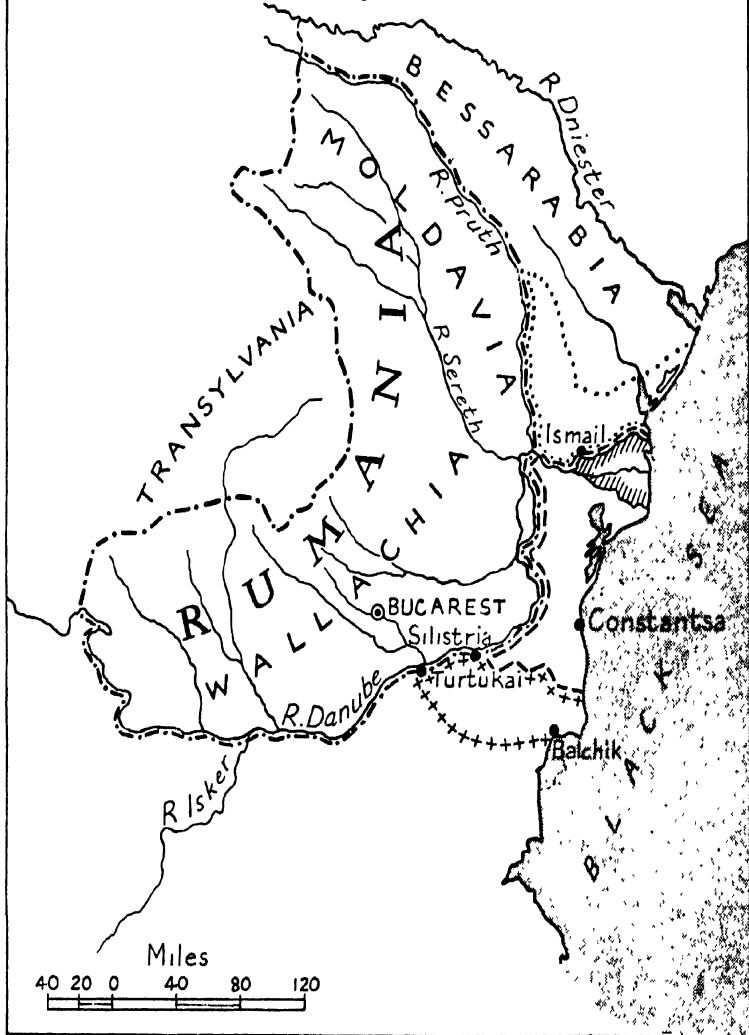 BESSARABIA
R Dniester
MOLDAVIA
R. Pruth
TRANSYLVANIA
R Sereth
RUMANIA
Ismail
WALLACHIA
BLACK SEA
BUCAREST
Silistria
Constantsa
Turtukai
R. Danube
Balchik
R Isker
Miles
40 20 0 40 80 120